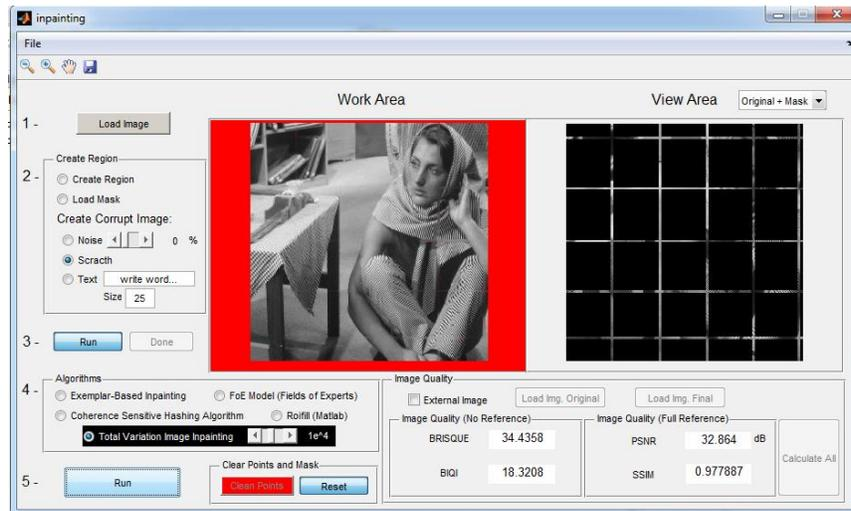 inpainting
File
Work Area
View Area
Original + Mask
1 -
Load Image
Create Region
2 -
Create Region
Load Mask
Create Corrupt Image:
Noise
0 %
Scracth
Text
write word...
Size
25
3 -
Run
Done
Algorithms
4 -
Exemplar-Based Inpainting
FoE Model (Fields of Experts)
Coherence Sensitive Hashing Algorithm
Roifill (Matlab)
Total Variation Image Inpainting
1e^4
5 -
Run
Clear Points and Mask
Clean Points
Reset
Image Quality
External Image
Load Img. Original
Load Img. Final
Image Quality (No Reference)
BRISQUE
34.4358
BIQI
18.3208
Image Quality (Full Reference)
PSNR
32.864 dB
SSIM
0.977887
Calculate All